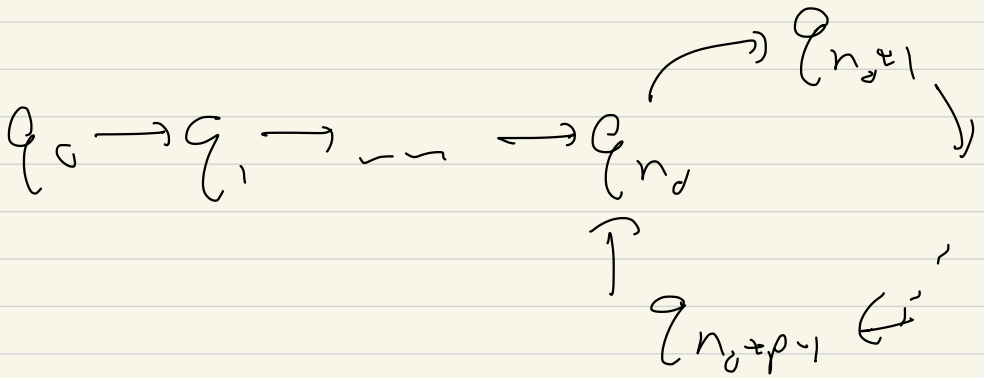 q_{n_0+1}
q_0 → q_1 → --- → q_{n_0}
q_{n_0+p-1}